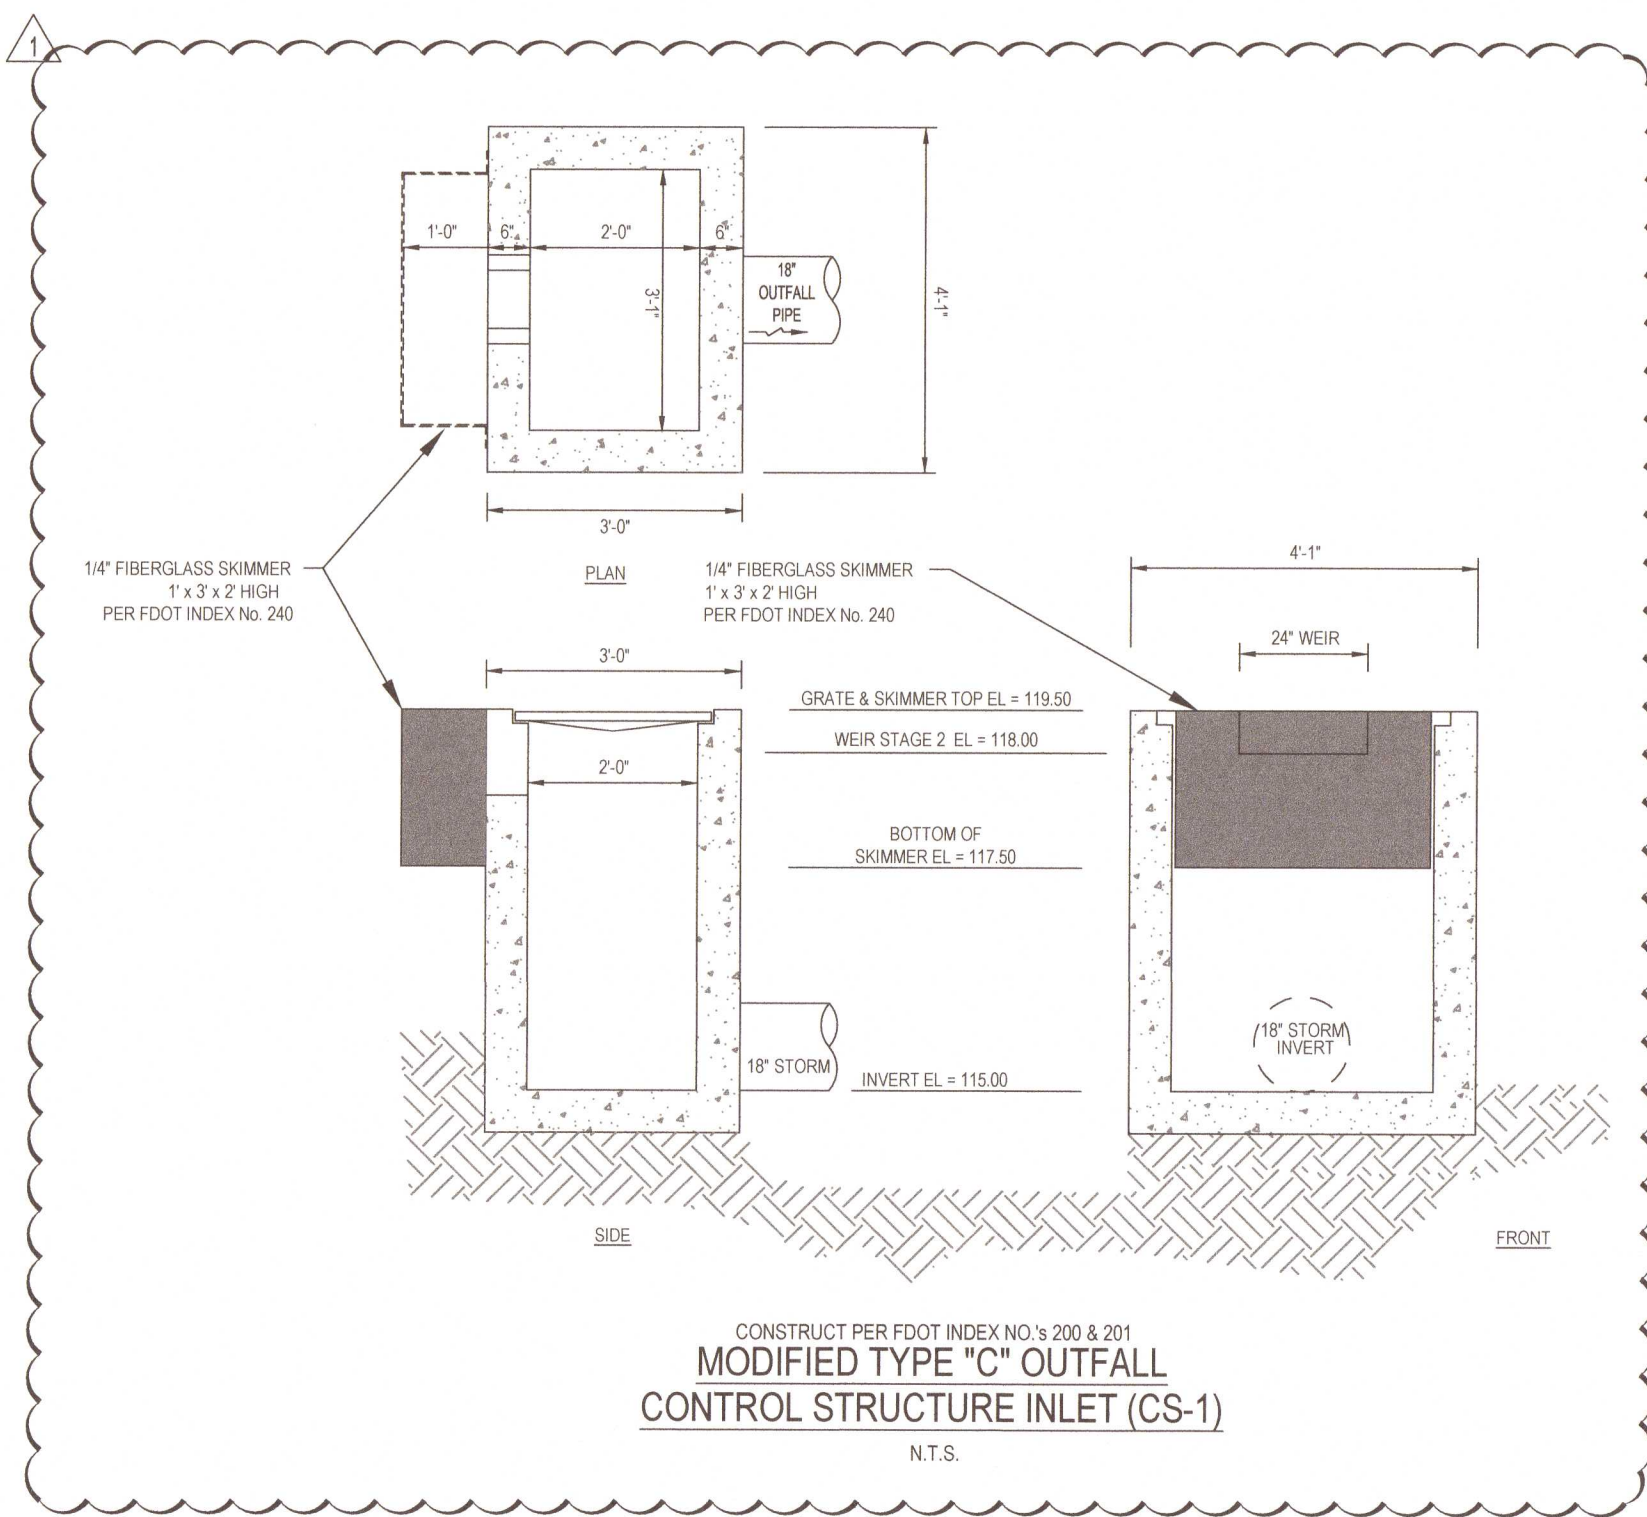 1
1'-0"
6"
2'-0"
6"
3'-1"
18"
OUTFALL
PIPE
4'-1"
3'-0"
PLAN
1/4" FIBERGLASS SKIMMER
1' x 3' x 2' HIGH
PER FDOT INDEX No. 240
1/4" FIBERGLASS SKIMMER
1' x 3' x 2' HIGH
PER FDOT INDEX No. 240
4'-1"
24" WEIR
3'-0"
GRATE & SKIMMER TOP EL = 119.50
WEIR STAGE 2 EL = 118.00
2'-0"
BOTTOM OF
SKIMMER EL = 117.50
18" STORM
INVERT EL = 115.00
18" STORM
INVERT
SIDE
FRONT
CONSTRUCT PER FDOT INDEX NO.'s 200 & 201
MODIFIED TYPE "C" OUTFALL
CONTROL STRUCTURE INLET (CS-1)
N.T.S.